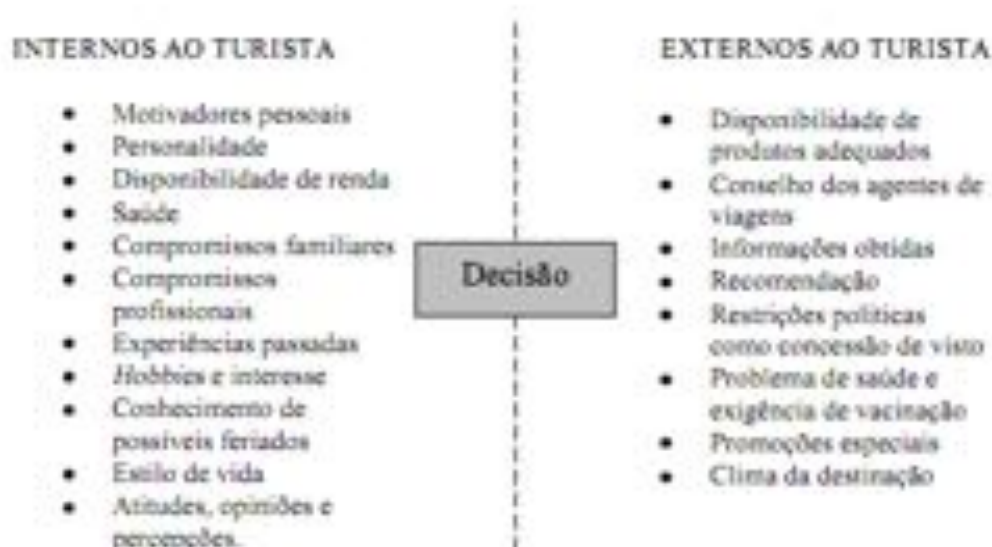 INTERNOS AO TURISTA
• Motivadores pessoais
• Personalidade
• Disponibilidade de renda
• Saúde
• Compromissos familiares
• Compromissos
profissionais
• Experiências passadas
• Hobbies e interesse
• Conhecimento de
possíveis feriados
• Estilo de vida
• Atitudes, opiniões e
percepções.
Decisão
EXTERNOS AO TURISTA
• Disponibilidade de
produtos adequados
• Conselho dos agentes de
viagens
• Informações obtidas
• Recomendação
• Restrições políticas
como concessão de visto
• Problema de saúde e
exigência de vacinação
• Promoções especiais
• Clima da destinação